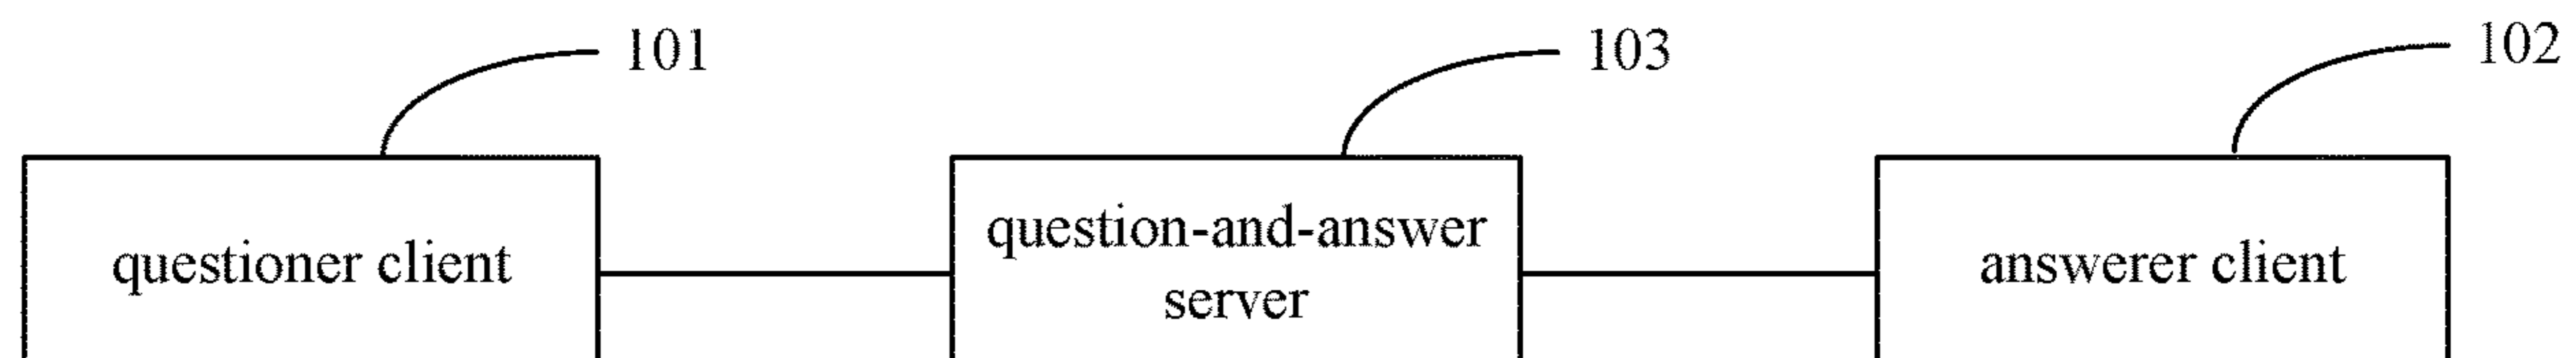 101
103
102
questioner client
question-and-answer
server
answerer client